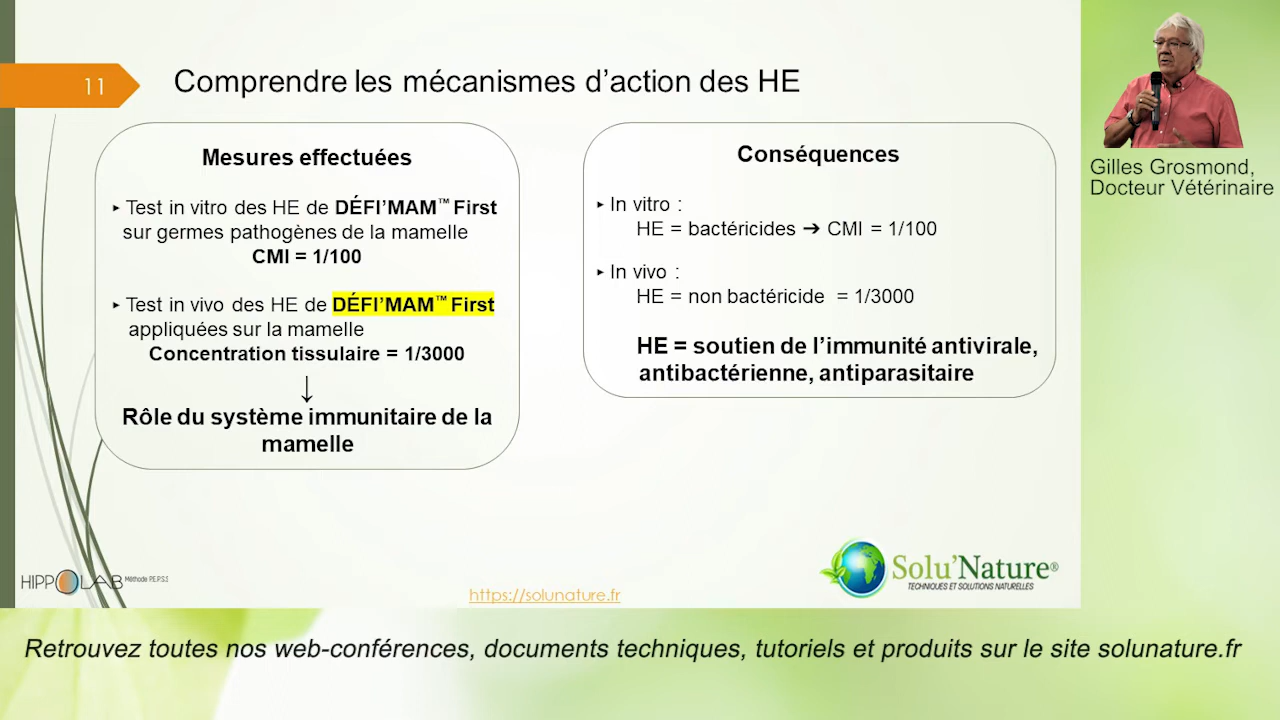 11
Comprendre les mécanismes d’action des HE
Mesures effectuées
▸ Test in vitro des HE de DÉFI’MAM™ First
sur germes pathogènes de la mamelle
CMI = 1/100
▸ Test in vivo des HE de DÉFI’MAM™ First
appliquées sur la mamelle
Concentration tissulaire = 1/3000
↓
Rôle du système immunitaire de la
mamelle
Conséquences
▸ In vitro :
HE = bactéricides ➔ CMI = 1/100
▸ In vivo :
HE = non bactéricide = 1/3000
HE = soutien de l’immunité antivirale,
antibactérienne, antiparasitaire
Gilles Grosmond,
Docteur Vétérinaire
HIPPOLAB Méthode P.E.P.S.S
https://solunature.fr
Solu’Nature®
TECHNIQUES ET SOLUTIONS NATURELLES
Retrouvez toutes nos web-conférences, documents techniques, tutoriels et produits sur le site solunature.fr